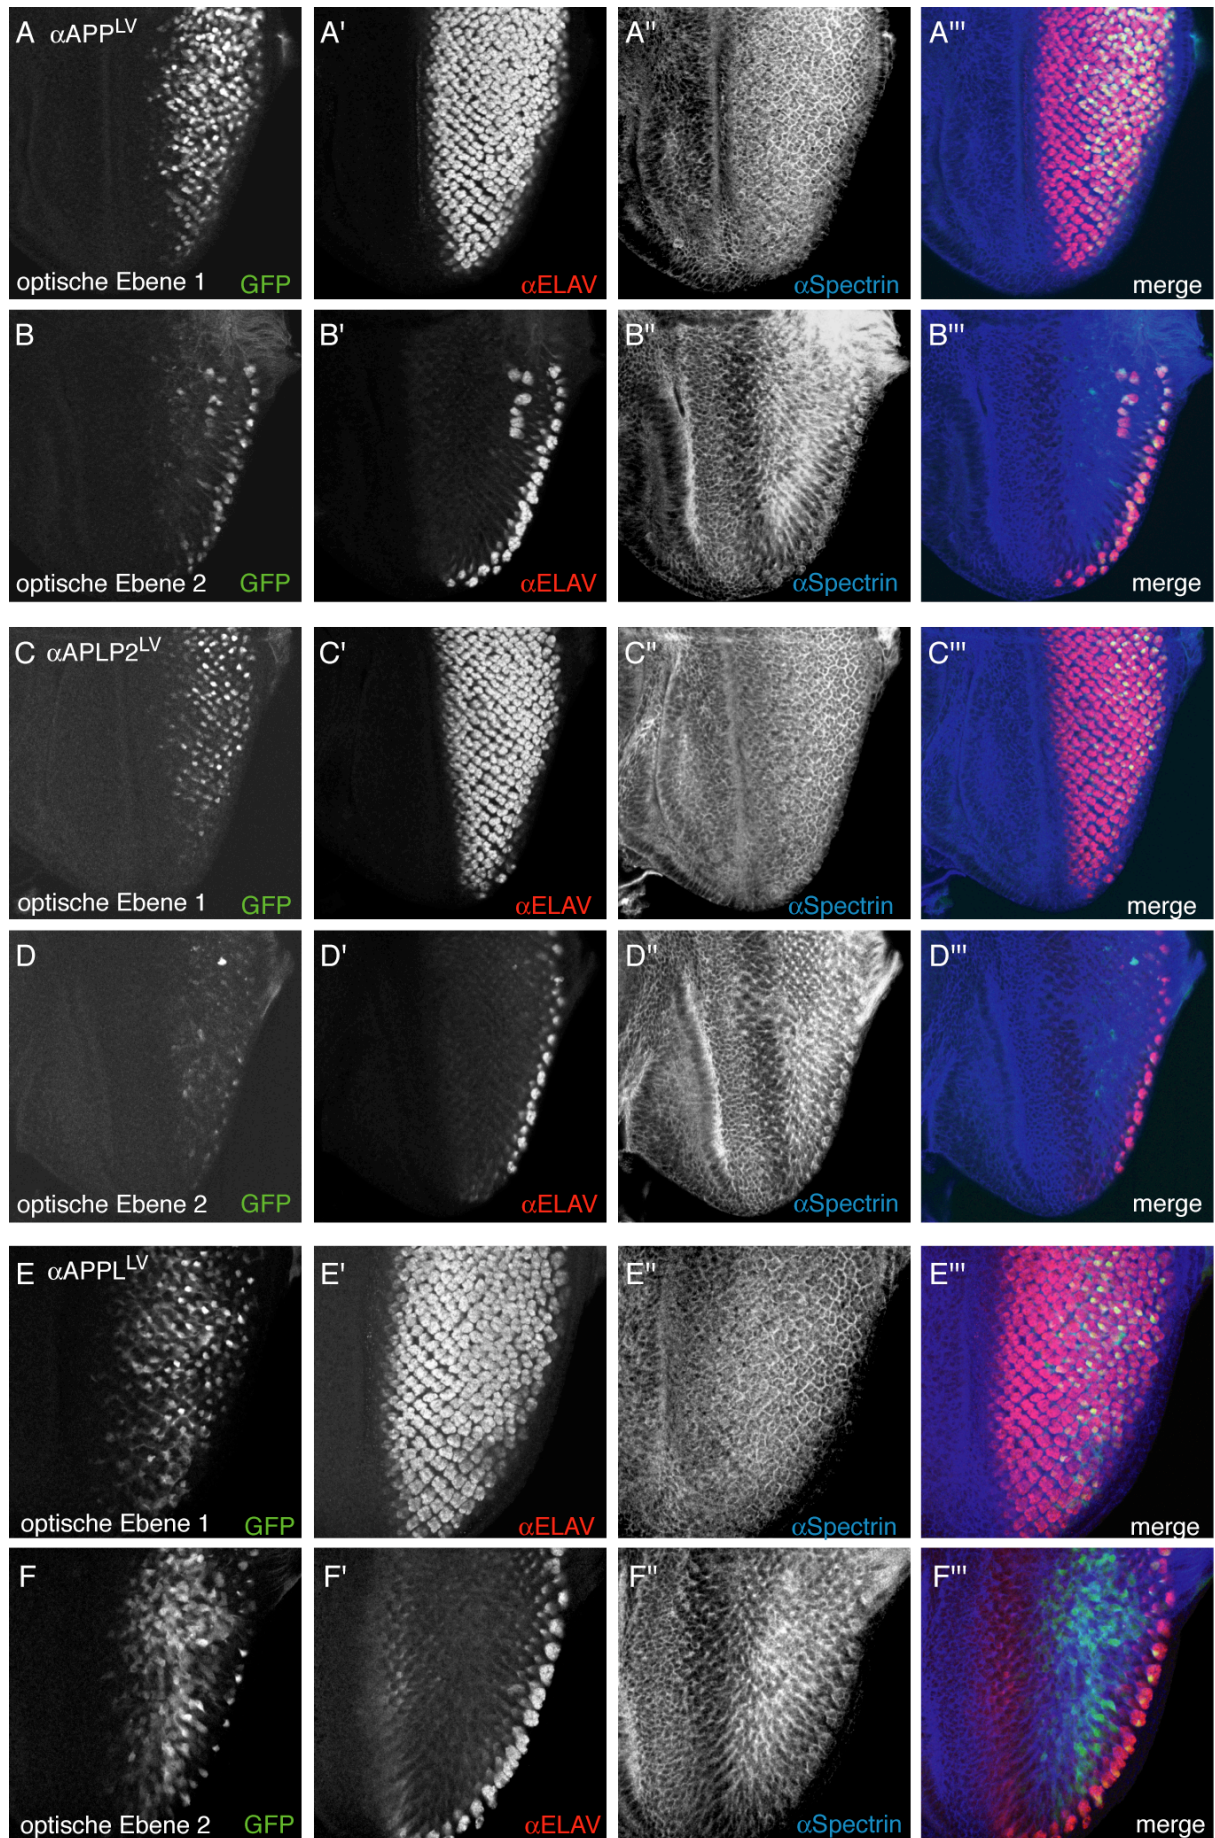 A αAPP^LV A' A'' A'''
optische Ebene 1 GFP αELAV αSpectrin merge
B B' B'' B'''
optische Ebene 2 GFP αELAV αSpectrin merge
C αAPLP2^LV C' C'' C'''
optische Ebene 1 GFP αELAV αSpectrin merge
D D' D'' D'''
optische Ebene 2 GFP αELAV αSpectrin merge
E αAPPL^LV E' E'' E'''
optische Ebene 1 GFP αELAV αSpectrin merge
F F' F'' F'''
optische Ebene 2 GFP αELAV αSpectrin merge